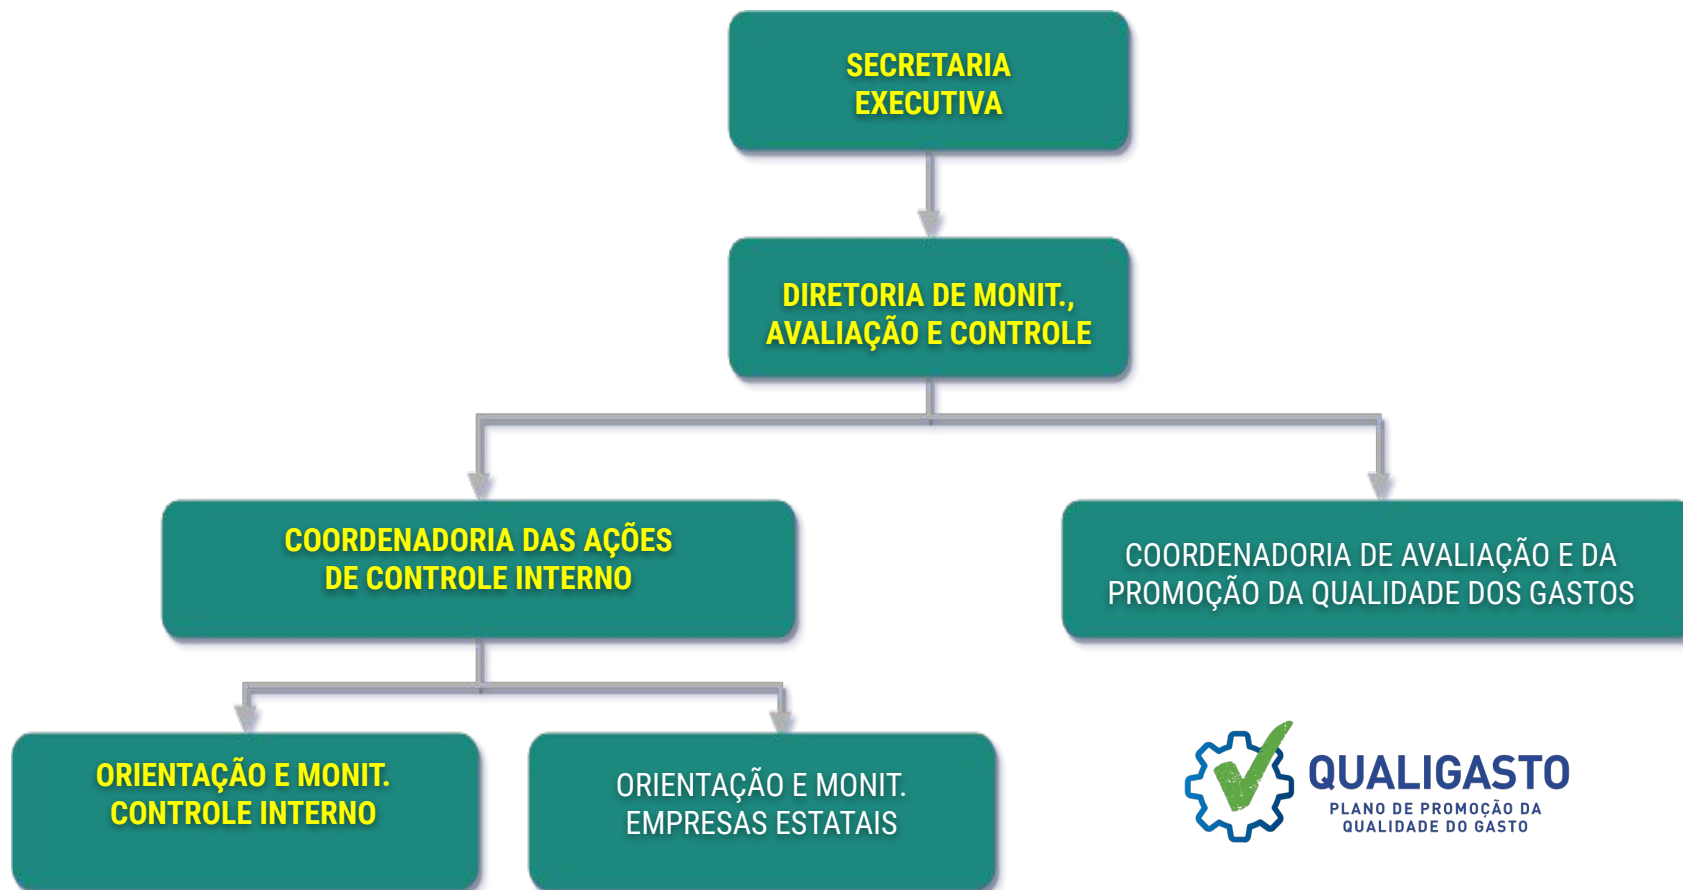 SECRETARIA
EXECUTIVA
DIRETORIA DE MONIT.,
AVALIAÇÃO E CONTROLE
COORDENADORIA DAS AÇÕES
DE CONTROLE INTERNO
COORDENADORIA DE AVALIAÇÃO E DA
PROMOÇÃO DA QUALIDADE DOS GASTOS
ORIENTAÇÃO E MONIT.
CONTROLE INTERNO
ORIENTAÇÃO E MONIT.
EMPRESAS ESTATAIS
QUALIGASTO
PLANO DE PROMOÇÃO DA
QUALIDADE DO GASTO